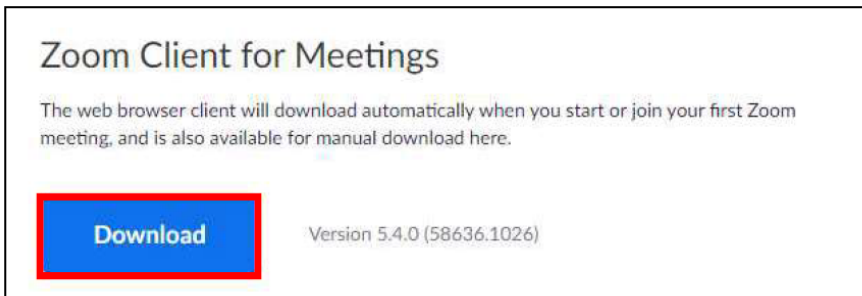 Zoom Client for Meetings
The web browser client will download automatically when you start or join your first Zoom
meeting, and is also available for manual download here.
Download Version 5.4.0 (58636.1026)